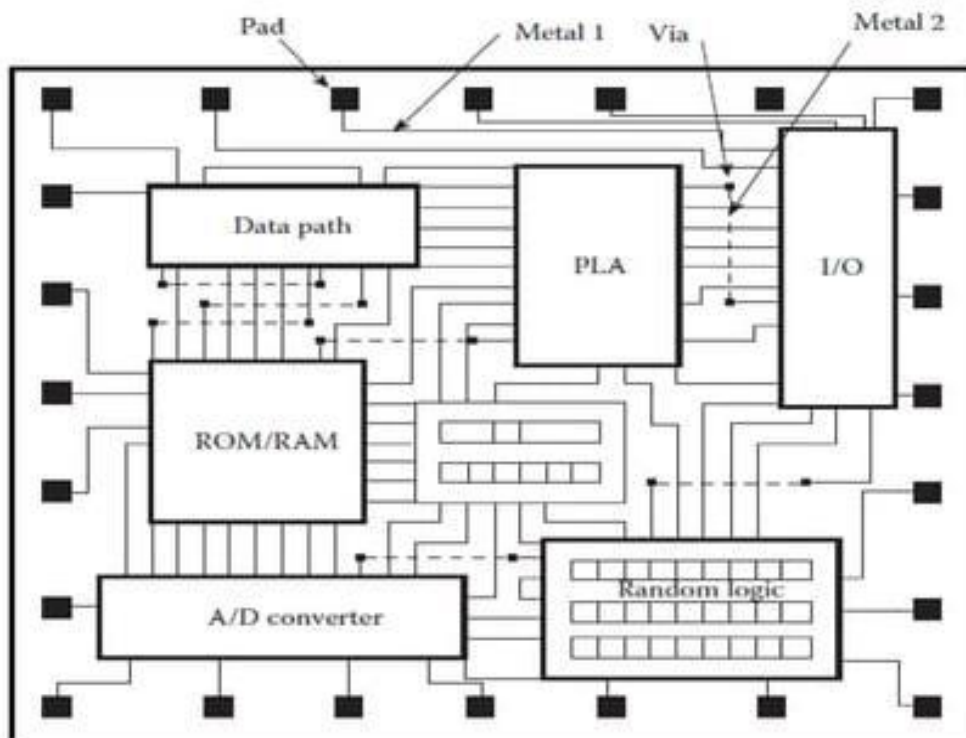 Pad
Metal 1
Via
Metal 2
Data path
PLA
I/O
ROM/RAM
Random logic
A/D converter